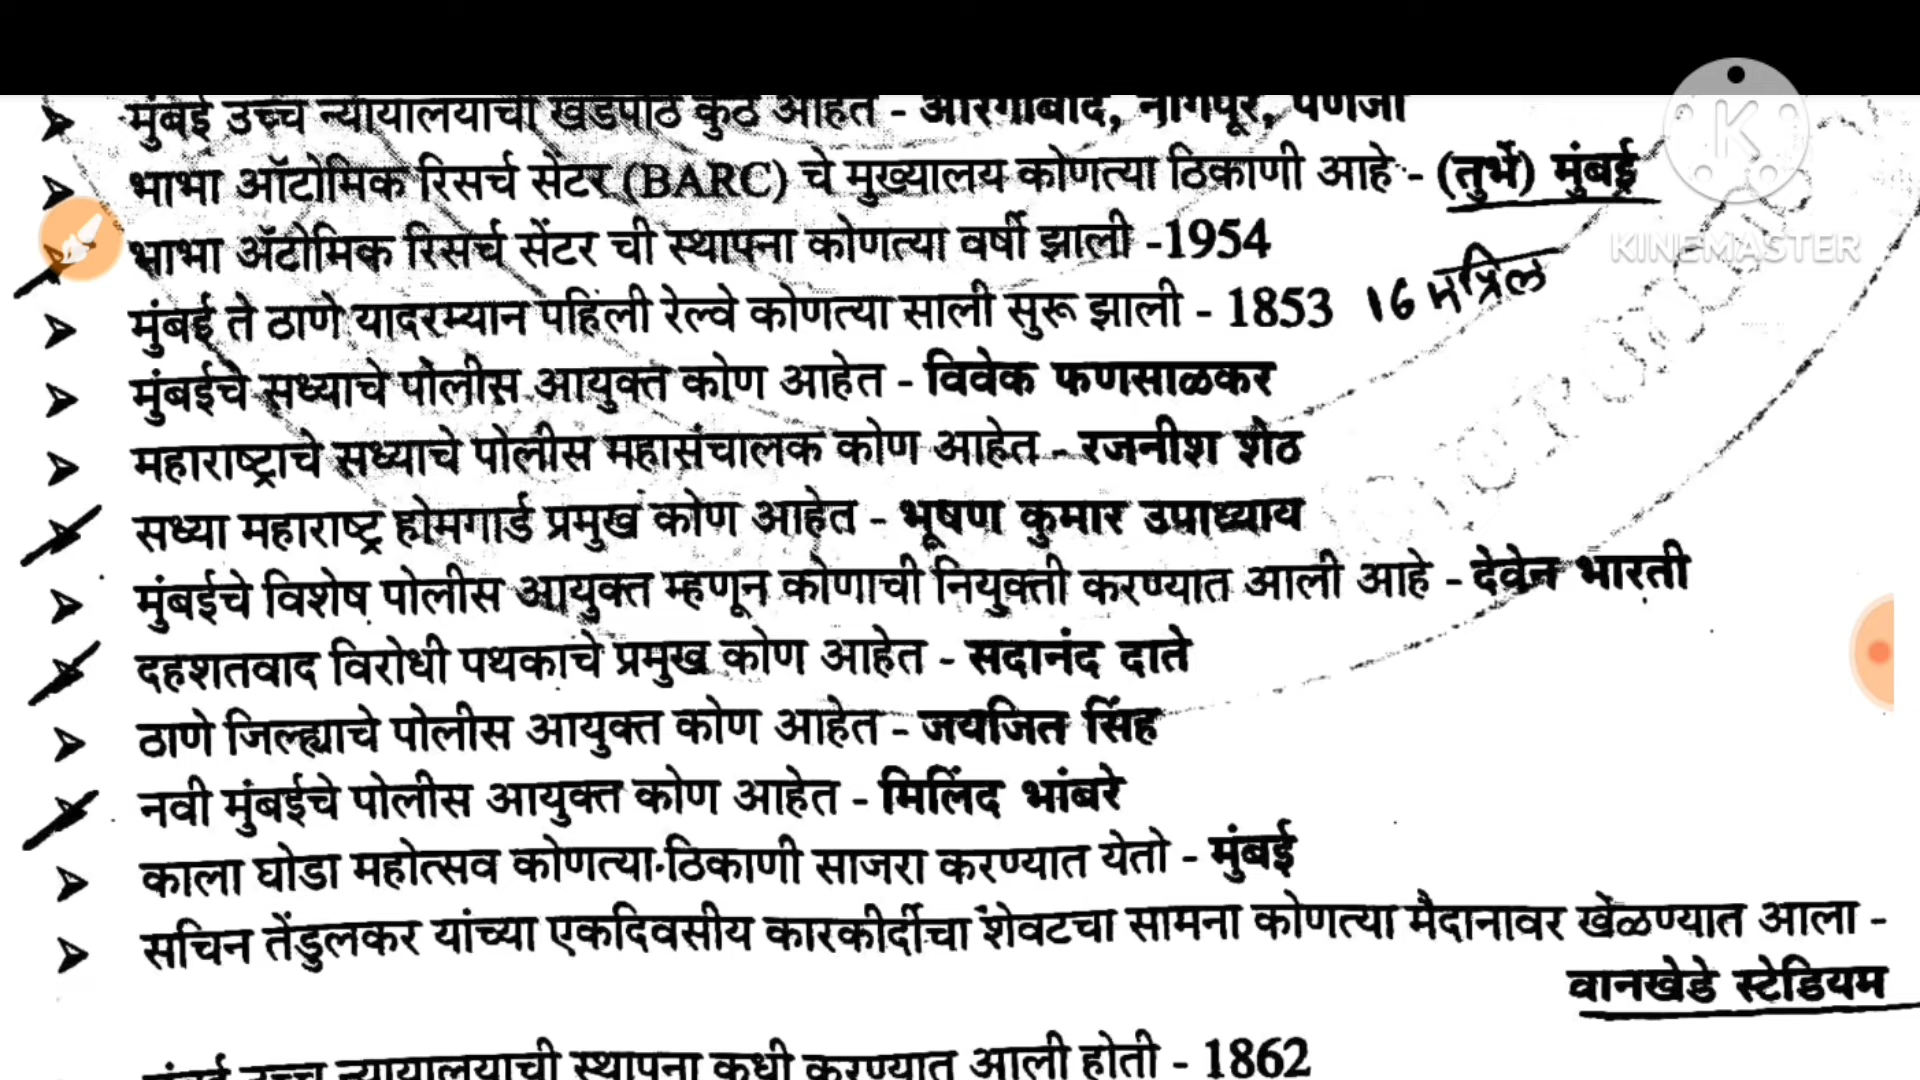 मुंबई उच्च न्यायालयाची खंडपीठे कुठे आहेत - औरंगाबाद, नागपूर, पणजी
भाभा ऑटोमिक रिसर्च सेंटर (BARC) चे मुख्यालय कोणत्या ठिकाणी आहे - (तुर्भे) मुंबई
भाभा ॲटोमिक रिसर्च सेंटर ची स्थापना कोणत्या वर्षी झाली -1954
KINEMASTER
मुंबई ते ठाणे यादरम्यान पहिली रेल्वे कोणत्या साली सुरू झाली - 1853 16 एप्रिल
मुंबईचे सध्याचे पोलीस आयुक्त कोण आहेत - विवेक फणसाळकर
महाराष्ट्राचे सध्याचे पोलीस महासंचालक कोण आहेत - रजनीश शेठ
सध्या महाराष्ट्र होमगार्ड प्रमुख कोण आहेत - भूषण कुमार उपाध्याय
मुंबईचे विशेष पोलीस आयुक्त म्हणून कोणाची नियुक्ती करण्यात आली आहे - देवेन भारती
दहशतवाद विरोधी पथकाचे प्रमुख कोण आहेत - सदानंद दाते
ठाणे जिल्ह्याचे पोलीस आयुक्त कोण आहेत - जयजित सिंह
नवी मुंबईचे पोलीस आयुक्त कोण आहेत - मिलिंद भांबरे
काला घोडा महोत्सव कोणत्या ठिकाणी साजरा करण्यात येतो - मुंबई
सचिन तेंडुलकर यांच्या एकदिवसीय कारकीर्दीचा शेवटचा सामना कोणत्या मैदानावर खेळण्यात आला -
वानखेडे स्टेडियम
मुंबई उच्च न्यायालयाची स्थापना कधी करण्यात आली होती - 1862